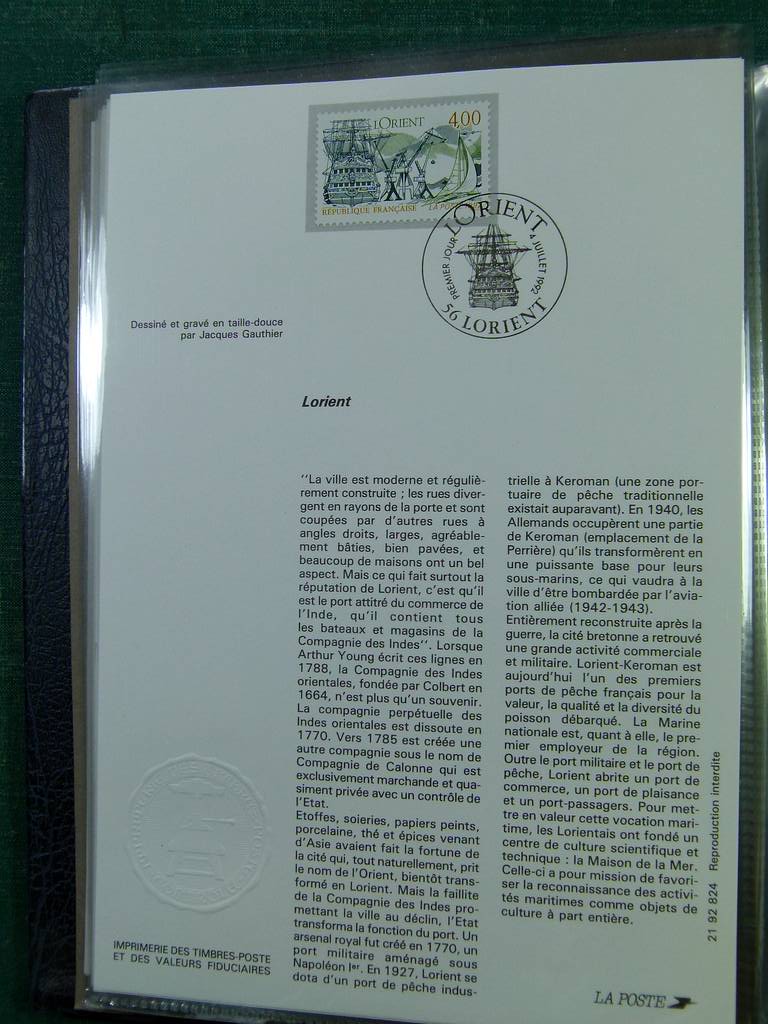 L'ORIENT
4,00
RÉPUBLIQUE FRANÇAISE
LA POSTE
LORIENT
PREMIER JOUR
4 JUILLET 1992
56 LORIENT
Dessiné et gravé en taille-douce
par Jacques Gauthier
Lorient
''La ville est moderne et réguliè-
rement construite ; les rues diver-
gent en rayons de la porte et sont
coupées par d'autres rues à
angles droits, larges, agréable-
ment bâties, bien pavées, et
beaucoup de maisons ont un bel
aspect. Mais ce qui fait surtout la
réputation de Lorient, c'est qu'il
est le port attitré du commerce de
l'Inde, qu'il contient tous
les bateaux et magasins de la
Compagnie des Indes''. Lorsque
Arthur Young écrit ces lignes en
1788, la Compagnie des Indes
orientales, fondée par Colbert en
1664, n'est plus qu'un souvenir.
La compagnie perpétuelle des
Indes orientales est dissoute en
1770. Vers 1785 est créée une
autre compagnie sous le nom de
Compagnie de Calonne qui est
exclusivement marchande et qua-
siment privée avec un contrôle de
l'Etat.
Etoffes, soieries, papiers peints,
porcelaine, thé et épices venant
d'Asie avaient fait la fortune de
la cité qui, tout naturellement, prit
le nom de l'Orient, bientôt trans-
formé en Lorient. Mais la faillite
de la Compagnie des Indes pro-
mettant la ville au déclin, l'Etat
transforma la fonction du port. Un
arsenal royal fut créé en 1770, un
port militaire aménagé sous
Napoléon Ier. En 1927, Lorient se
dota d'un port de pêche indus-
trielle à Keroman (une zone por-
tuaire de pêche traditionnelle
existait auparavant). En 1940, les
Allemands occupèrent une partie
de Keroman (emplacement de la
Perrière) qu'ils transformèrent en
une puissante base pour leurs
sous-marins, ce qui vaudra à la
ville d'être bombardée par l'avia-
tion alliée (1942-1943).
Entièrement reconstruite après la
guerre, la cité bretonne a retrouvé
une grande activité commerciale
et militaire. Lorient-Keroman est
aujourd'hui l'un des premiers
ports de pêche français pour la
valeur, la qualité et la diversité du
poisson débarqué. La Marine
nationale est, quant à elle, le pre-
mier employeur de la région.
Outre le port militaire et le port de
pêche, Lorient abrite un port de
commerce, un port de plaisance
et un port-passagers. Pour met-
tre en valeur cette vocation mari-
time, les Lorientais ont fondé un
centre de culture scientifique et
technique : la Maison de la Mer.
Celle-ci a pour mission de favori-
ser la reconnaissance des activi-
tés maritimes comme objets de
culture à part entière.
21 92 824 Reproduction interdite
IMPRIMERIE DES TIMBRES-POSTE
ET DES VALEURS FIDUCIAIRES
LA POSTE